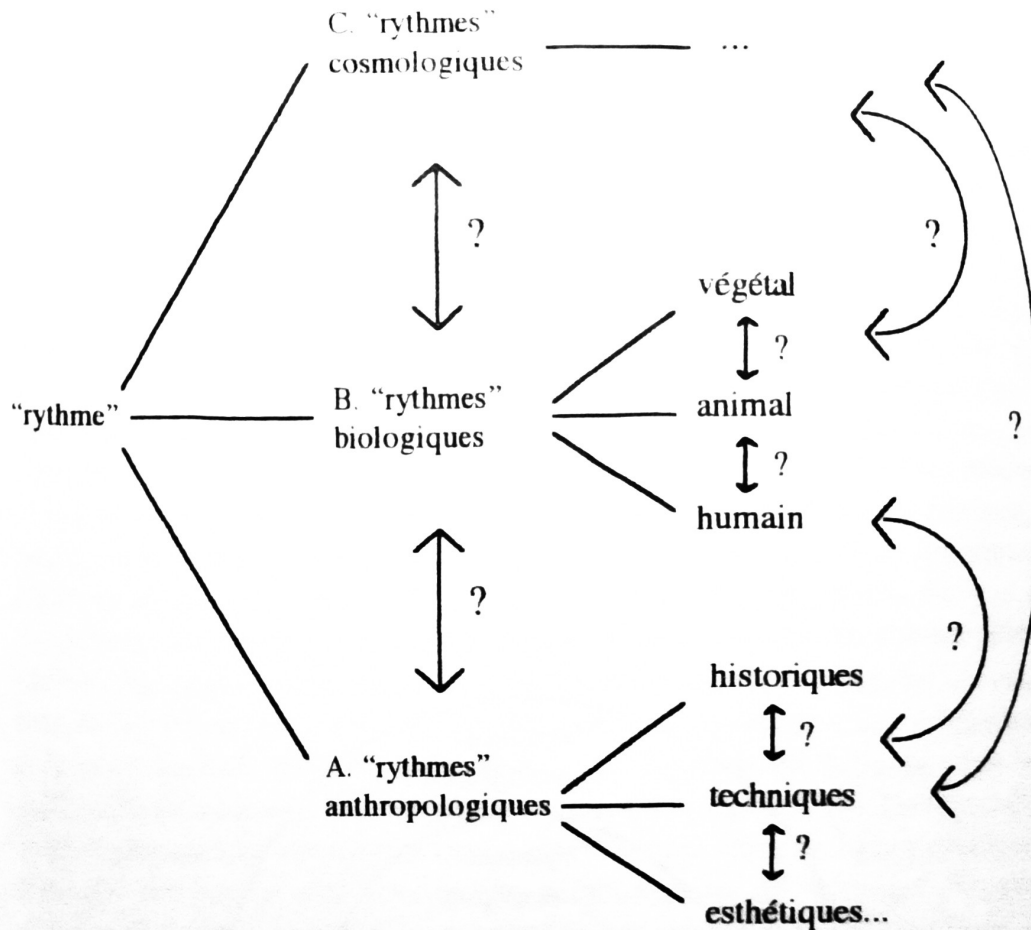 C. “rythmes”
cosmologiques
...
?
?
végétal
?
“rythme”
B. “rythmes”
biologiques
animal
?
?
humain
?
?
historiques
?
A. “rythmes”
anthropologiques
techniques
?
esthétiques...